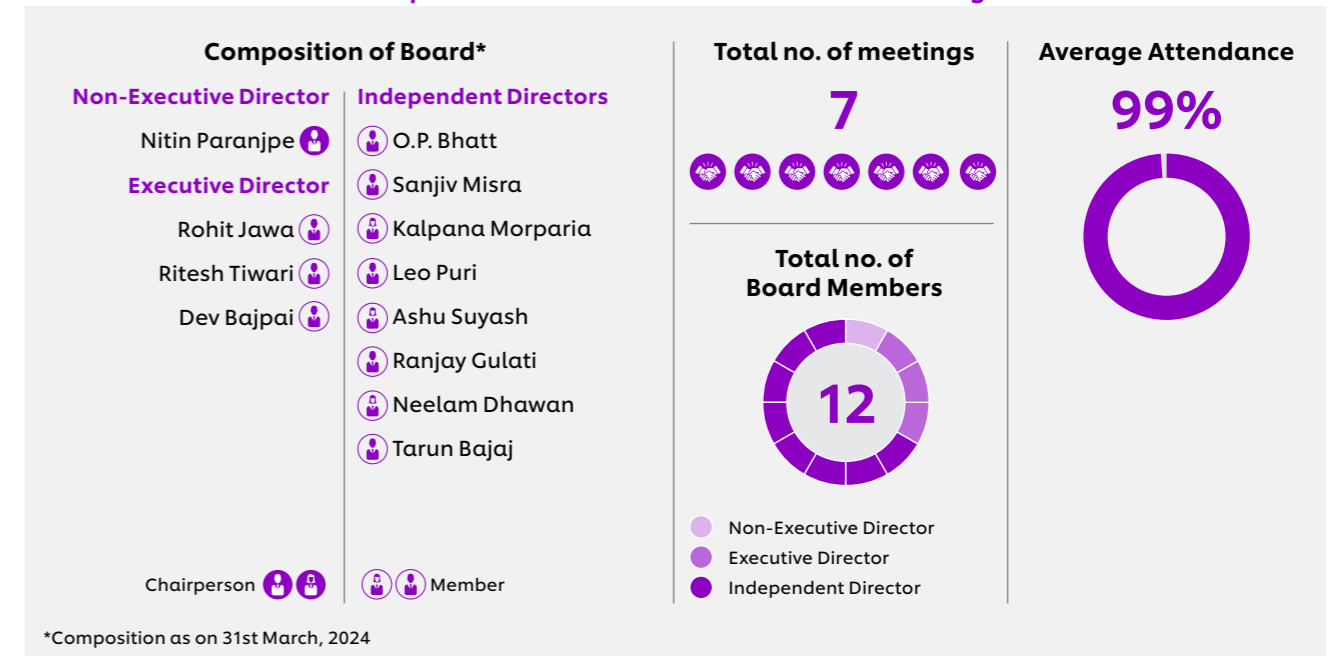 Composition of Board*
Non-Executive Director
Nitin Paranjpe
Executive Director
Rohit Jawa
Ritesh Tiwari
Dev Bajpai
Independent Directors
O.P. Bhatt
Sanjiv Misra
Kalpana Morparia
Leo Puri
Ashu Suyash
Ranjay Gulati
Neelam Dhawan
Tarun Bajaj
Chairperson
Member
Total no. of meetings
7
Total no. of
Board Members
12
Non-Executive Director
Executive Director
Independent Director
Average Attendance
99%
*Composition as on 31st March, 2024